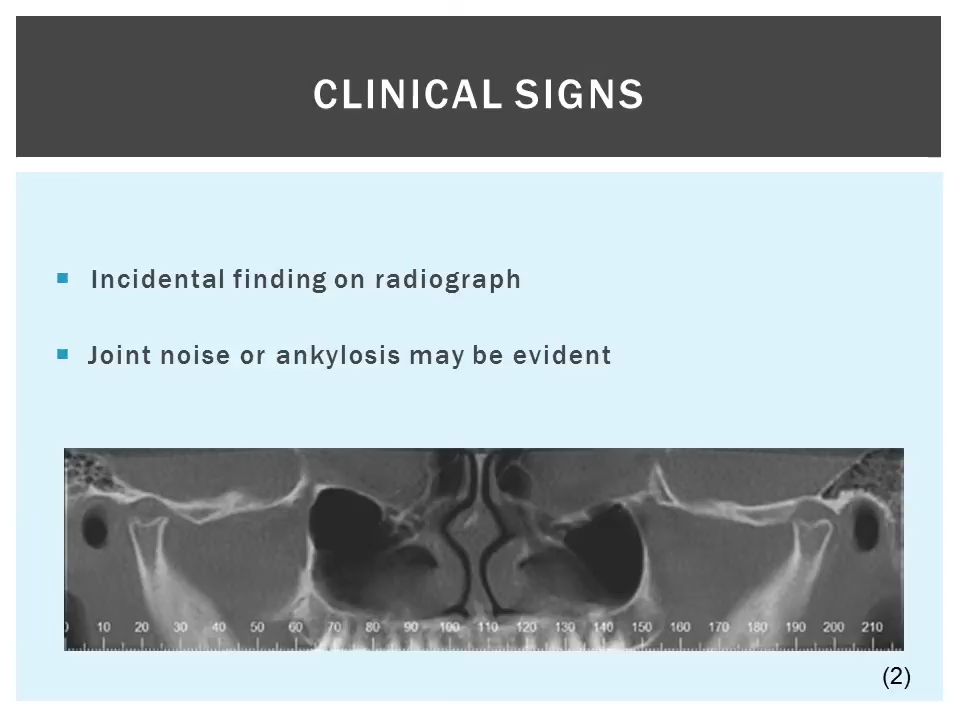 CLINICAL SIGNS
Incidental finding on radiograph
Joint noise or ankylosis may be evident
10 20 30 40 50 60 70 80 90 100 110 120 130 140 150 160 170 180 190 200 210
(2)